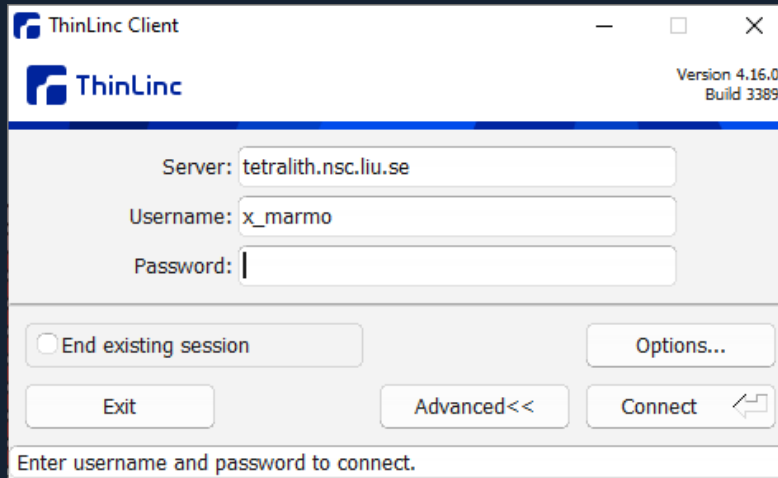 ThinLinc Client
ThinLinc
Version 4.16.0
Build 3389
Server: tetralith.nsc.liu.se
Username: x_marmo
Password:
End existing session
Options...
Exit
Advanced<<
Connect
Enter username and password to connect.